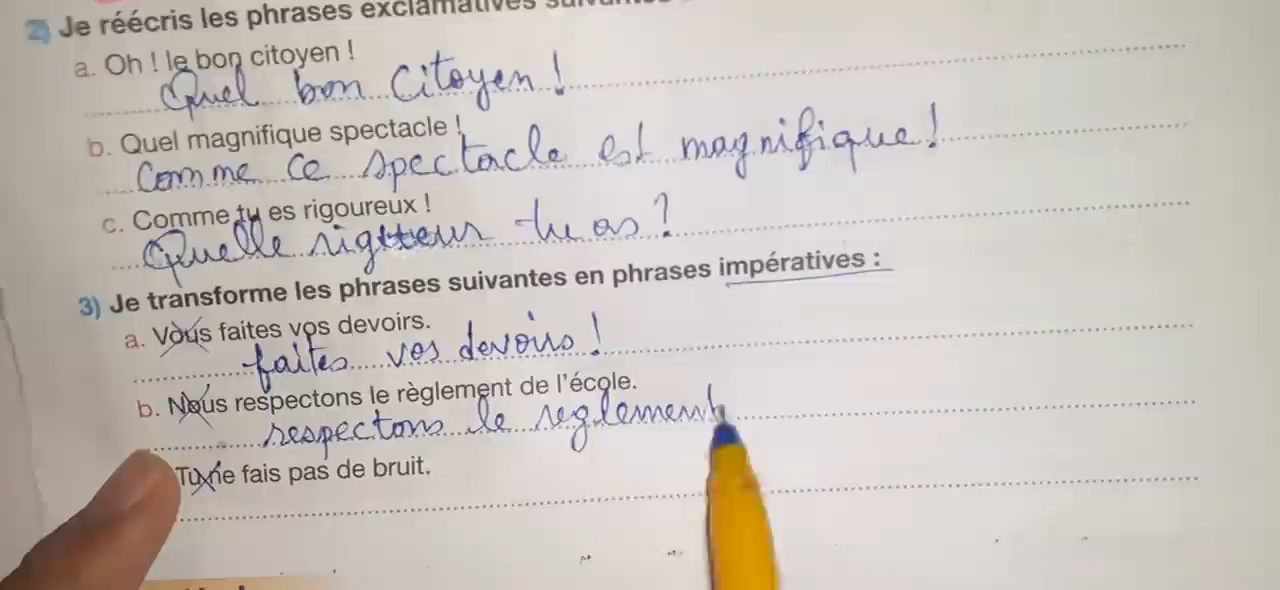 2) Je réécris les phrases exclamatives
a. Oh ! le bon citoyen !
Quel bon citoyen !
b. Quel magnifique spectacle !
Comme ce spectacle est magnifique !
c. Comme tu es rigoureux !
Quelle tu as ?
3) Je transforme les phrases suivantes en phrases impératives :
a. Vous faites vos devoirs.
faites vos devoirs !
b. Nous respectons le règlement de l'école.
respectons le reglement
Tu ne fais pas de bruit.